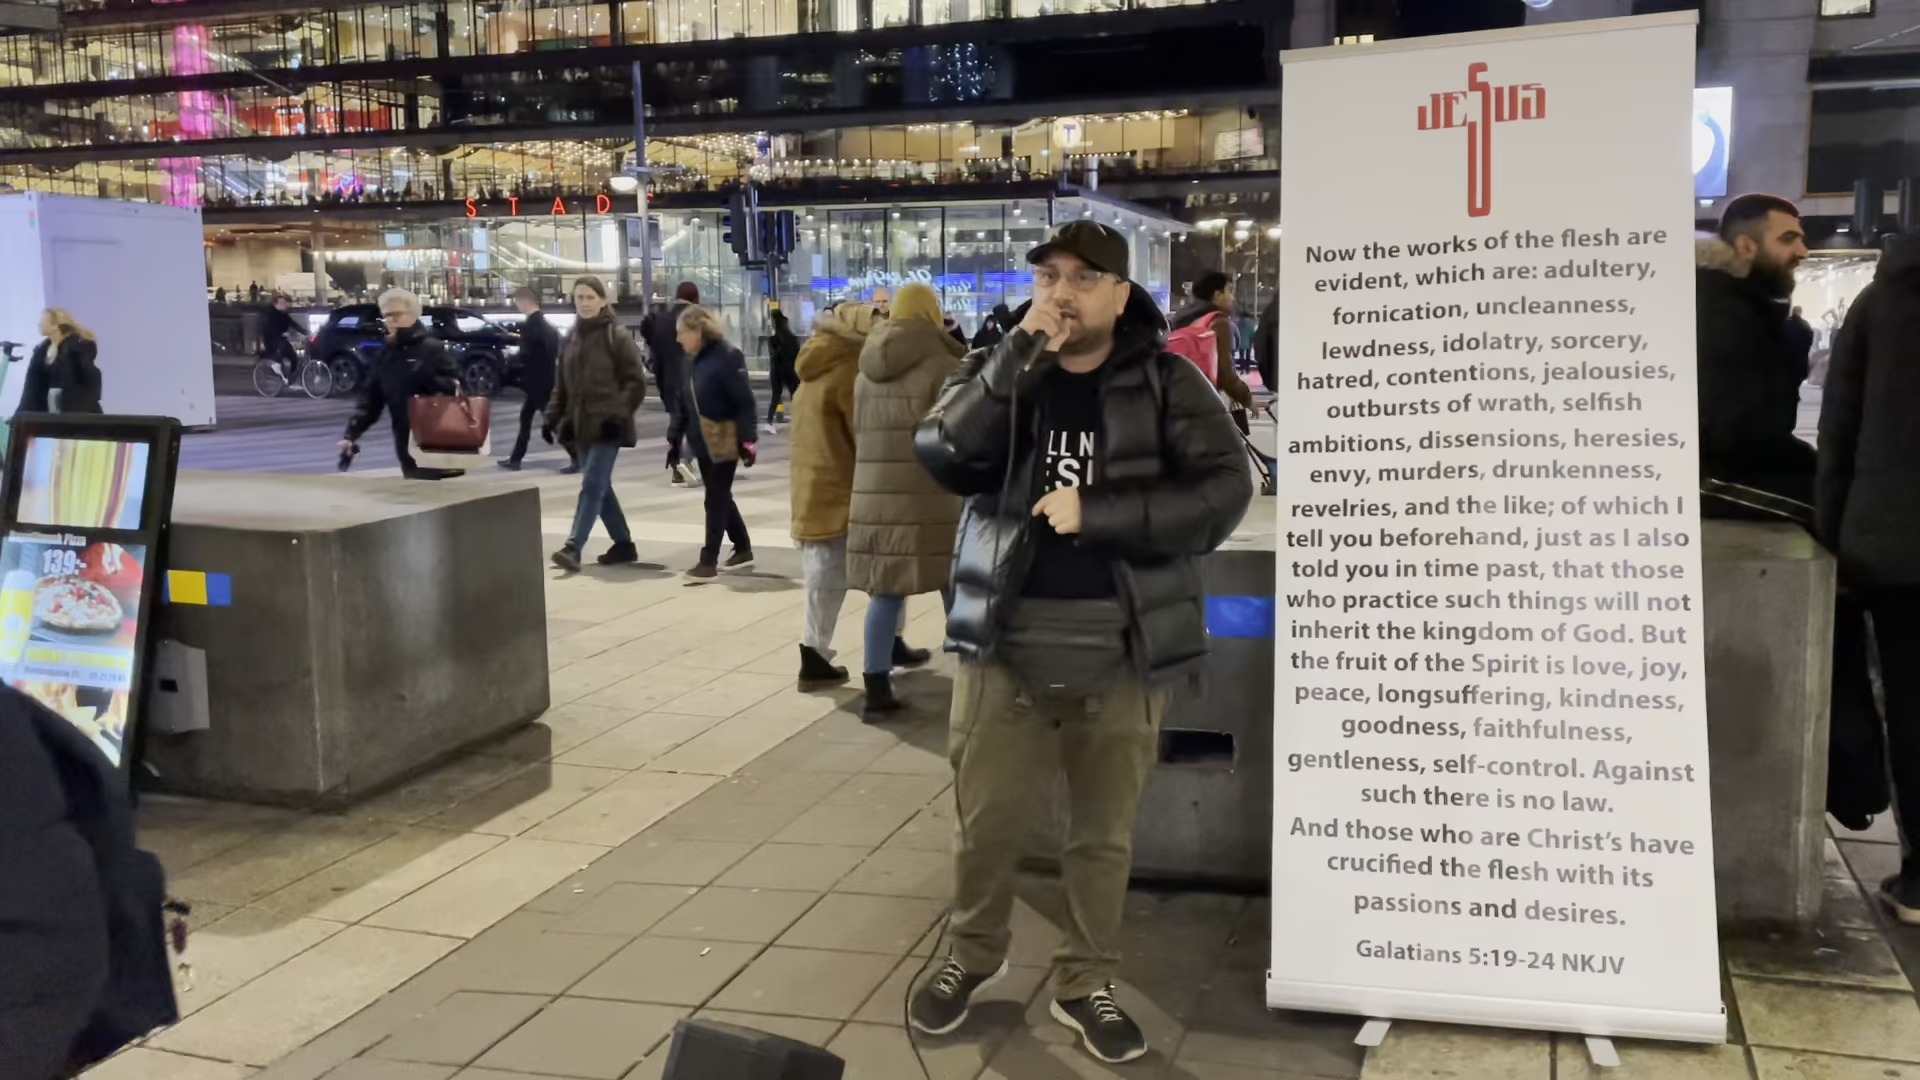 STAD
T
JESUS
Now the works of the flesh are
evident, which are: adultery,
fornication, uncleanness,
lewdness, idolatry, sorcery,
hatred, contentions, jealousies,
outbursts of wrath, selfish
ambitions, dissensions, heresies,
envy, murders, drunkenness,
revelries, and the like; of which I
tell you beforehand, just as I also
told you in time past, that those
who practice such things will not
inherit the kingdom of God. But
the fruit of the Spirit is love, joy,
peace, longsuffering, kindness,
goodness, faithfulness,
gentleness, self-control. Against
such there is no law.
And those who are Christ's have
crucified the flesh with its
passions and desires.
Galatians 5:19-24 NKJV
LL N
ESI
Pizza
139:-